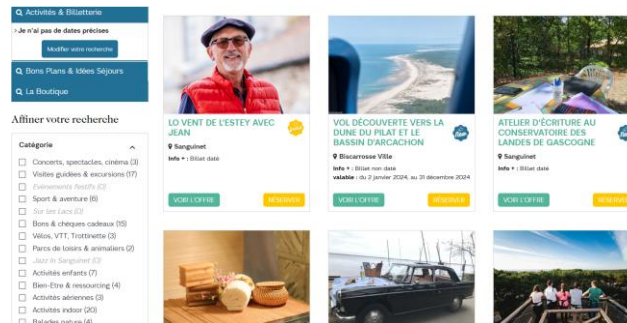 Activités & Billetterie
› Je n'ai pas de dates précises
Modifier votre recherche
Bons Plans & Idées Séjours
La Boutique
Affiner votre recherche
Catégorie
Concerts, spectacles, cinéma (3)
Visites guidées & excursions (17)
Evénements festifs (0)
Sport & aventure (6)
Sur les Lacs (0)
Bons & chèques cadeaux (15)
Vélos, VTT, Trottinette (3)
Parcs de loisirs & animaliers (2)
Jazz In Sanguinet (0)
Activités enfants (7)
Bien-Etre & ressourcing (4)
Activités aériennes (3)
Activités indoor (20)
Balades nature (4)
LO VENT DE L'ESTEY AVEC
JEAN
Sanguinet
Info + : Billet daté
VOIR L'OFFRE
RÉSERVER
VOL DÉCOUVERTE VERS LA
DUNE DU PILAT ET LE
BASSIN D'ARCACHON
Biscarrosse Ville
Info + : Billet non daté
valable : du 2 janvier 2024, au 31 décembre 2024
VOIR L'OFFRE
RÉSERVER
ATELIER D'ÉCRITURE AU
CONSERVATOIRE DES
LANDES DE GASCOGNE
Sanguinet
Info + : Billet daté
VOIR L'OFFRE
RÉSERVER